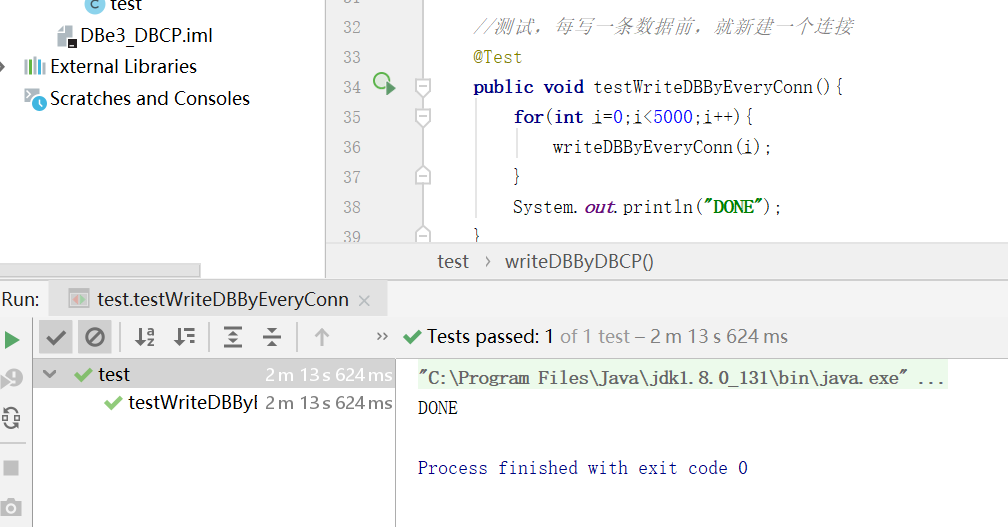 test
DBe3_DBCP.iml
External Libraries
Scratches and Consoles
32 //测试，每写一条数据前，就新建一个连接
33 @Test
34 public void testWriteDBByEveryConn(){
35 for(int i=0;i<5000;i++){
36 writeDBByEveryConn(i);
37 }
38 System.out.println("DONE");
39 }
test › writeDBByDBCP()
Run: test.testWriteDBByEveryConn ×
» Tests passed: 1 of 1 test – 2 m 13 s 624 ms
test 2 m 13 s 624 ms
testWriteDBByI 2 m 13 s 624 ms
"C:\Program Files\Java\jdk1.8.0_131\bin\java.exe" ...
DONE
Process finished with exit code 0